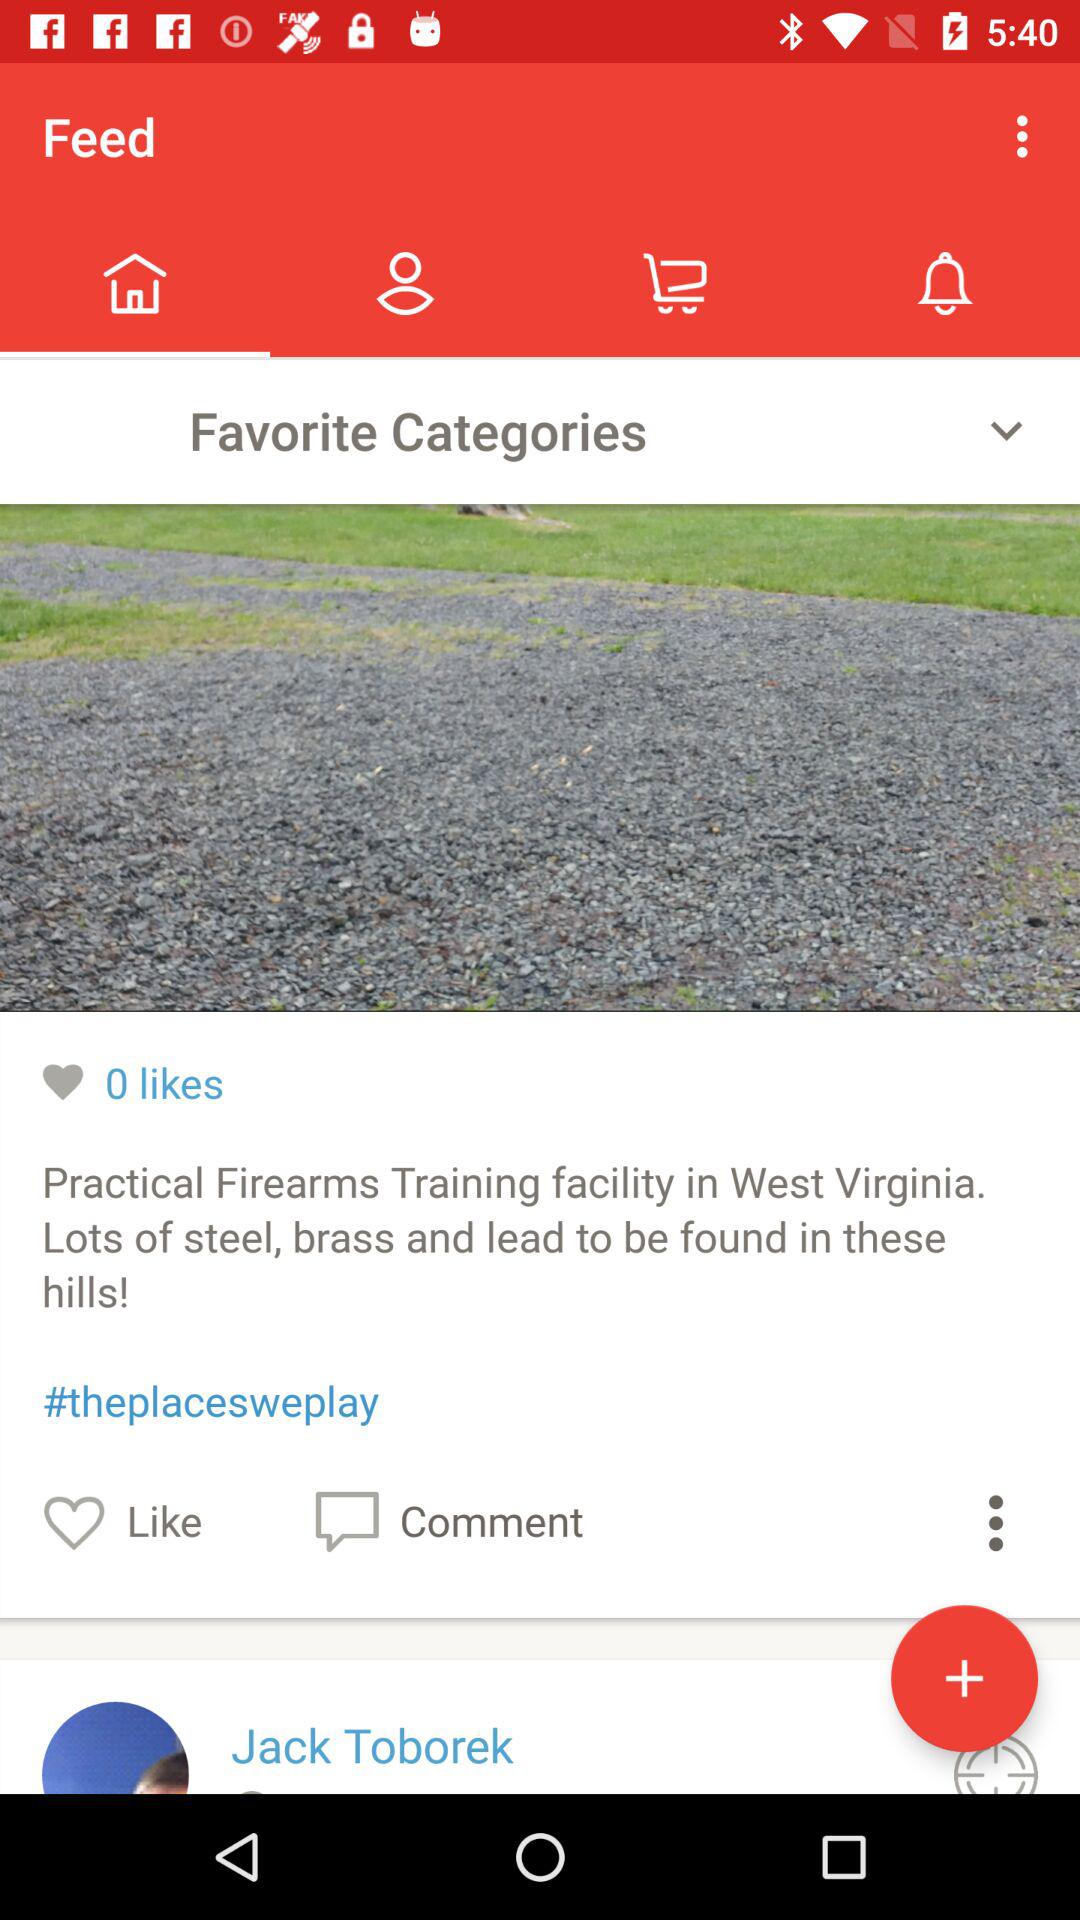 FAKE
5:40
Feed
Favorite Categories
0 likes
Practical Firearms Training facility in West Virginia.
Lots of steel, brass and lead to be found in these
hills!
#theplacesweplay
Like
Comment
Jack Toborek